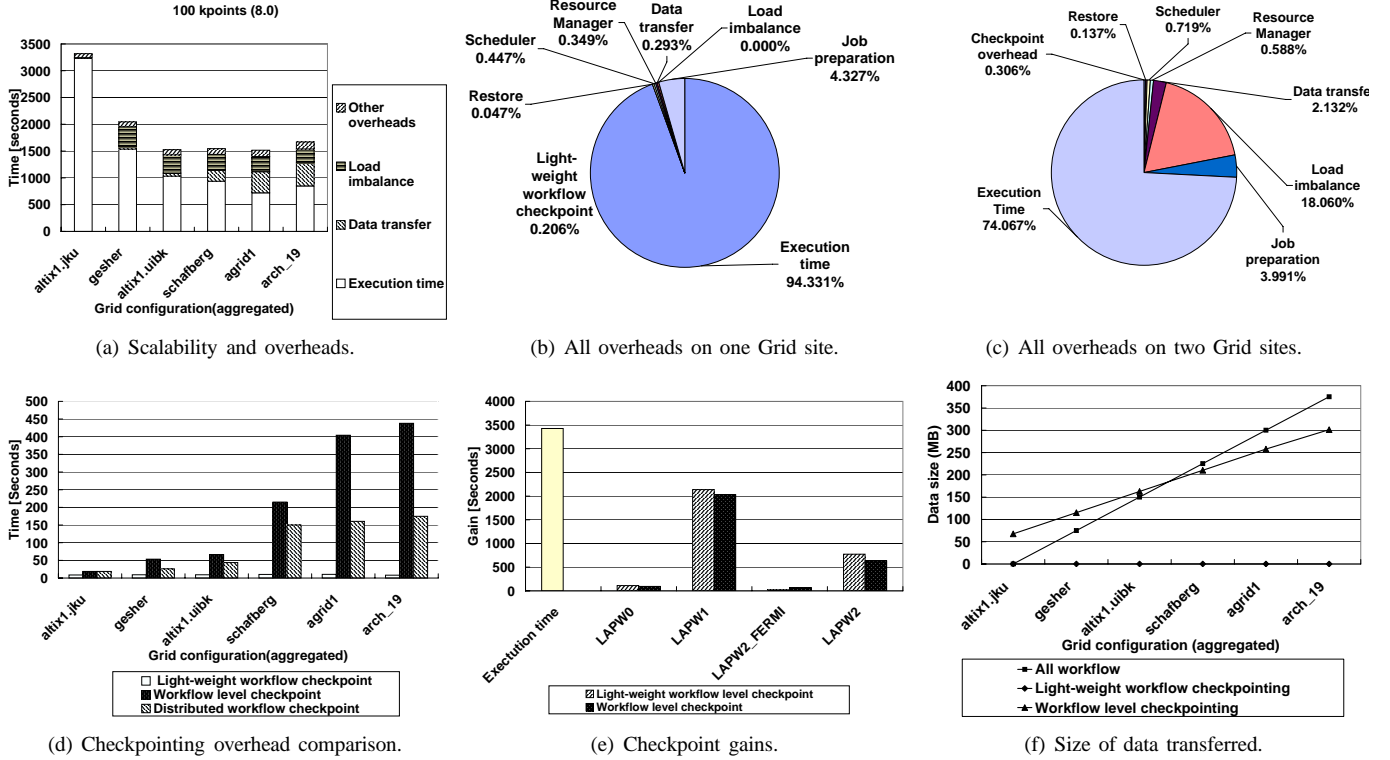 100 kpoints (8.0)
3500
3000
2500
2000
1500
1000
500
0
Time [seconds]
altix1.jku
gesher
altix1.uibk
schafberg
agrid1
arch_19
Grid configuration(aggregated)
Other
overheads
Load
imbalance
Data transfer
Execution time
(a) Scalability and overheads.
Resource
Manager
0.349%
Data
transfer
0.293%
Load
imbalance
0.000%
Job
preparation
4.327%
Scheduler
0.447%
Restore
0.047%
Light-
weight
workflow
checkpoint
0.206%
Execution
time
94.331%
(b) All overheads on one Grid site.
Restore
0.137%
Scheduler
0.719%
Resource
Manager
0.588%
Checkpoint
overhead
0.306%
Data transfe
2.132%
Load
imbalance
18.060%
Execution
Time
74.067%
Job
preparation
3.991%
(c) All overheads on two Grid sites.
500
450
400
350
300
250
200
150
100
50
0
Time [Seconds]
altix1.jku
gesher
altix1.uibk
schafberg
agrid1
arch_19
Grid configuration(aggregated)
Light-weight workflow checkpoint
Workflow level checkpoint
Distributed workflow checkpoint
(d) Checkpointing overhead comparison.
4000
3500
3000
2500
2000
1500
1000
500
0
Gain [Seconds]
Exectution time
LAPW0
LAPW1
LAPW2_FERMI
LAPW2
Light-weight workflow level checkpoint
Workflow level checkpoint
(e) Checkpoint gains.
400
350
300
250
200
150
100
50
0
Data size (MB)
altix1.jku
gesher
altix1.uibk
schafberg
agrid1
arch_19
Grid configuration (aggregated)
All workflow
Light-weight workflow checkpointing
Workflow level checkpointing
(f) Size of data transferred.